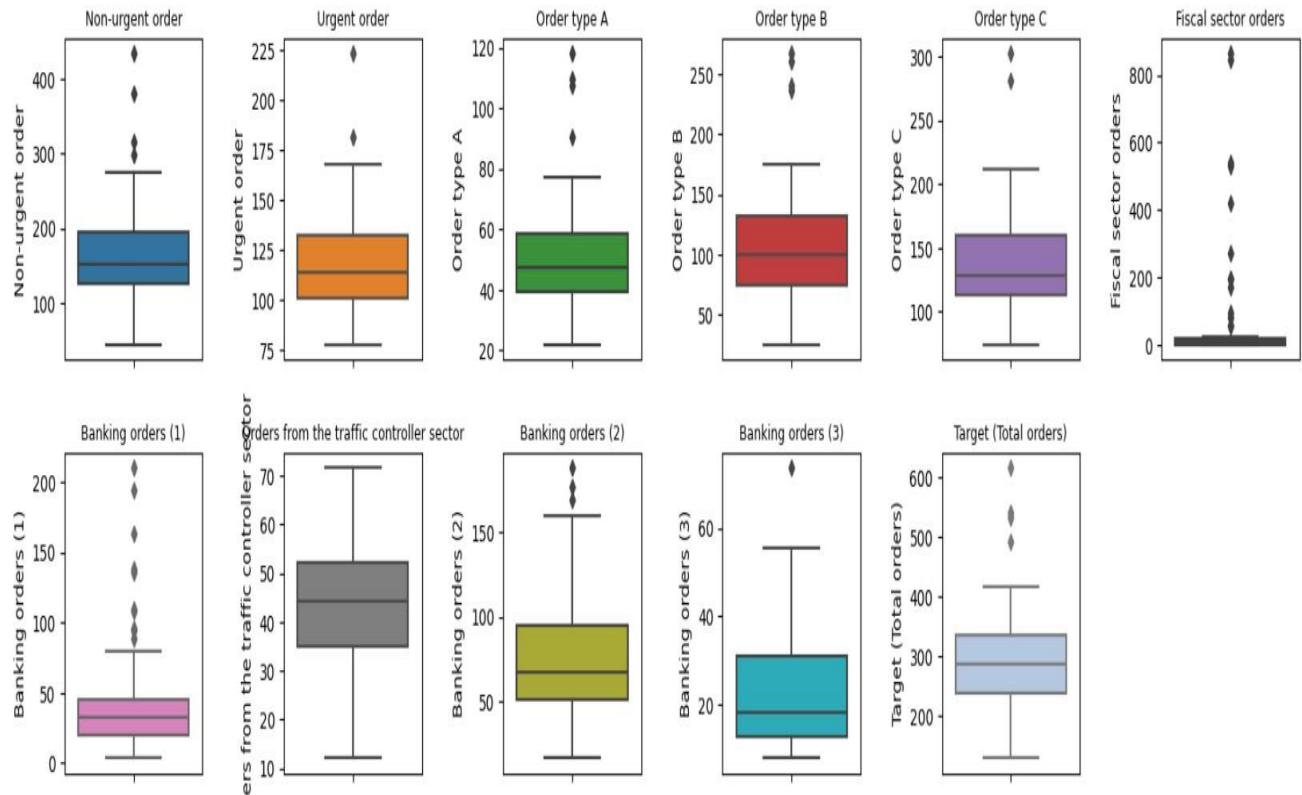 Non-urgent order
Non-urgent order
400
300
200
100
Urgent order
Urgent order
225
200
175
150
125
100
75
Order type A
Order type A
120
100
80
60
40
20
Order type B
Order type B
250
200
150
100
50
Order type C
Order type C
300
250
200
150
100
Fiscal sector orders
Fiscal sector orders
800
600
400
200
0
Banking orders (1)
Banking orders (1)
200
150
100
50
0
Orders from the traffic controller sector
ers from the traffic controller sector
70
60
50
40
30
20
10
Banking orders (2)
Banking orders (2)
150
100
50
Banking orders (3)
Banking orders (3)
60
40
20
Target (Total orders)
Target (Total orders)
600
500
400
300
200